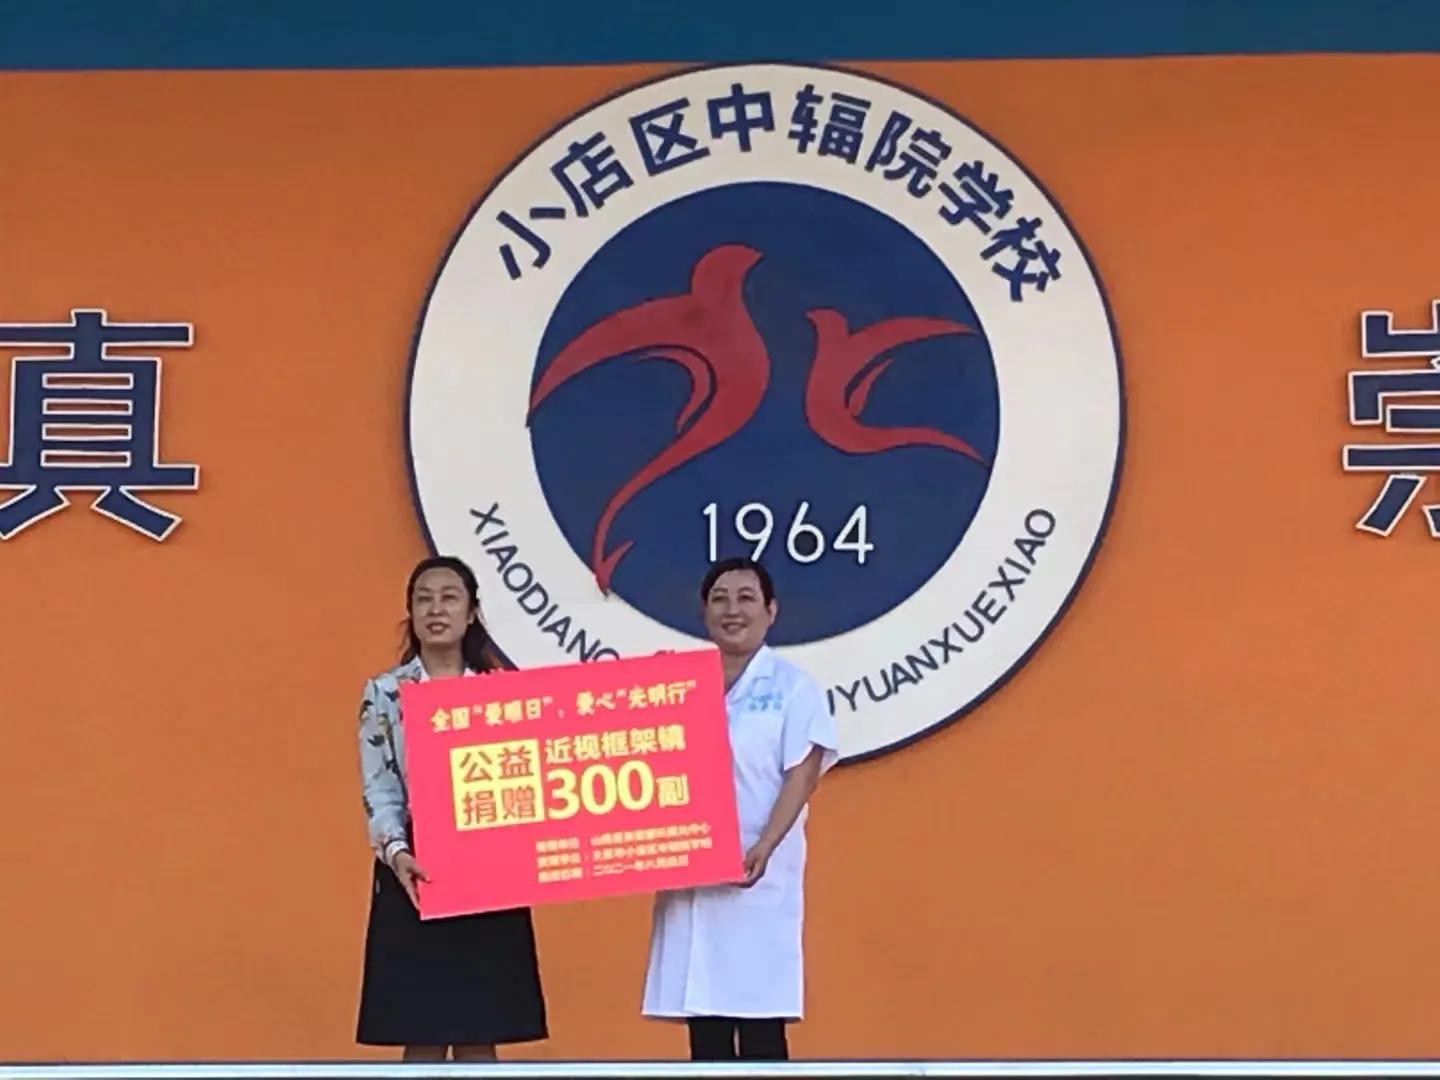 小店区中辐院学校
真
崇
1964
XIAODIAN
YUANXUEXIAO
全国“爱眼日”、爱心“光明行”
公益捐赠
近视框架镜
300副